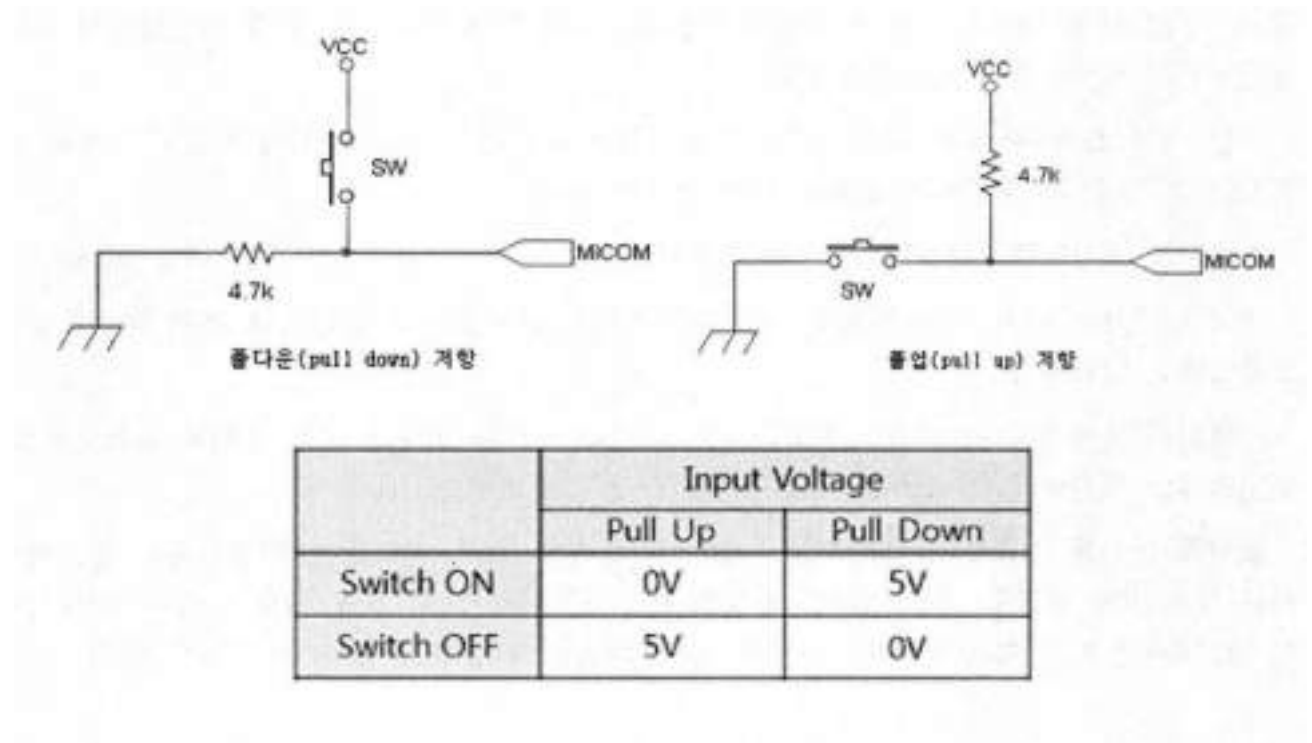 VCC
SW
MICOM
4.7k
풀다운(pull down) 저항
VCC
4.7k
MICOM
SW
풀업(pull up) 저항
Input Voltage
Pull Up Pull Down
Switch ON 0V 5V
Switch OFF 5V 0V